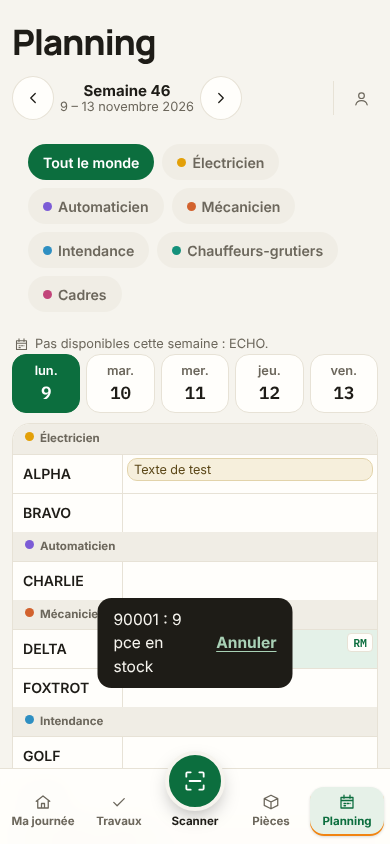 Planning
Semaine 46
9 – 13 novembre 2026
Tout le monde
Électricien
Automaticien
Mécanicien
Intendance
Chauffeurs-grutiers
Cadres
Pas disponibles cette semaine : ECHO.
lun. mar. mer. jeu. ven.
9 10 11 12 13
Électricien
ALPHA Texte de test
BRAVO
Automaticien
CHARLIE
Mécanicie
DELTA RM
90001 : 9
pce en
stock
Annuler
FOXTROT
Intendance
GOLF
Ma journée Travaux Scanner Pièces Planning